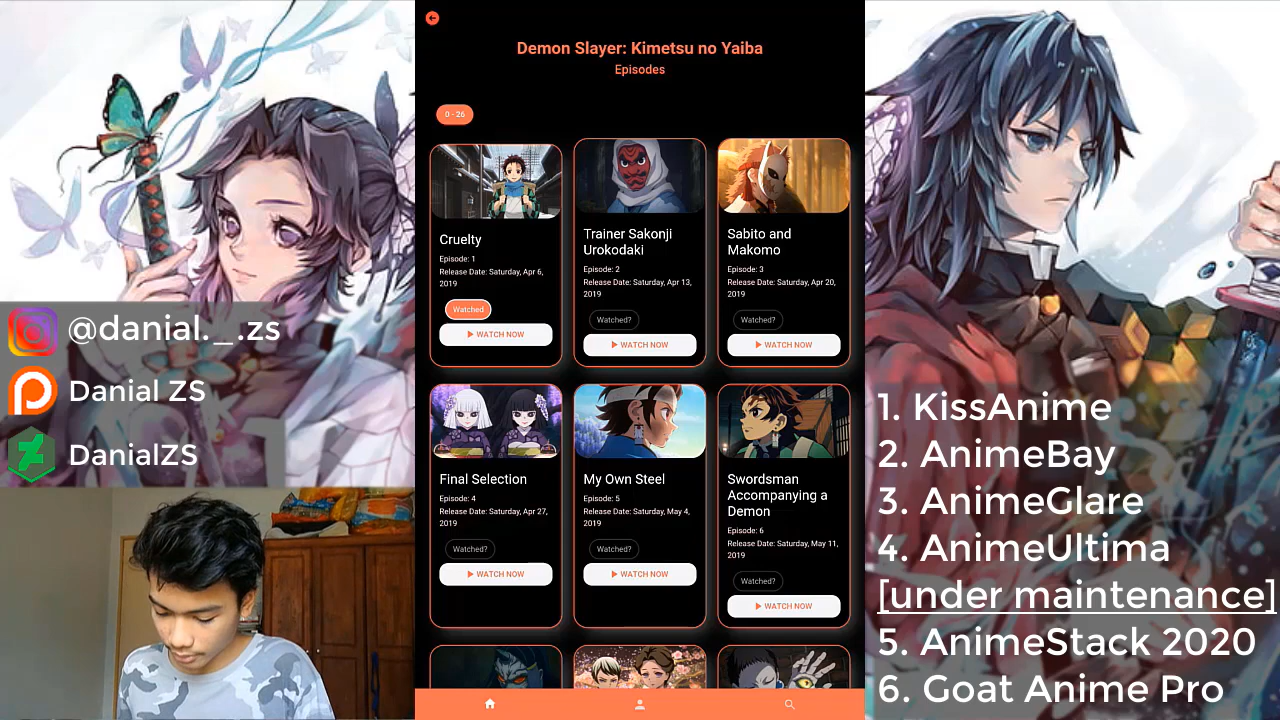 @danial._.zs
Danial ZS
DanialZS
Demon Slayer: Kimetsu no Yaiba
Episodes
0 - 26
Cruelty
Episode: 1
Release Date: Saturday, Apr 6,
2019
Watched
WATCH NOW
Trainer Sakonji
Urokodaki
Episode: 2
Release Date: Saturday, Apr 13,
2019
Watched?
WATCH NOW
Sabito and
Makomo
Episode: 3
Release Date: Saturday, Apr 20,
2019
Watched?
WATCH NOW
Final Selection
Episode: 4
Release Date: Saturday, Apr 27,
2019
Watched?
WATCH NOW
My Own Steel
Episode: 5
Release Date: Saturday, May 4,
2019
Watched?
WATCH NOW
Swordsman
Accompanying a
Demon
Episode: 6
Release Date: Saturday, May 11,
2019
Watched?
WATCH NOW
1. KissAnime
2. AnimeBay
3. AnimeGlare
4. AnimeUltima
[under maintenance]
5. AnimeStack 2020
6. Goat Anime Pro